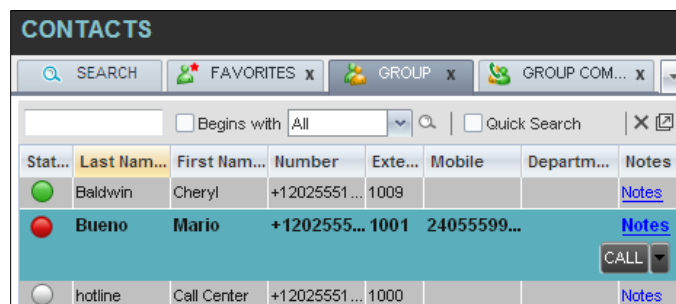 CONTACTS
SEARCH FAVORITES x GROUP x GROUP COM... x
Begins with All Quick Search
Stat... Last Nam... First Nam... Number Exte... Mobile Departm... Notes
Baldwin Cheryl +12025551... 1009 Notes
Bueno Mario +1202555... 1001 24055599... Notes
CALL
hotline Call Center +12025551... 1000 Notes